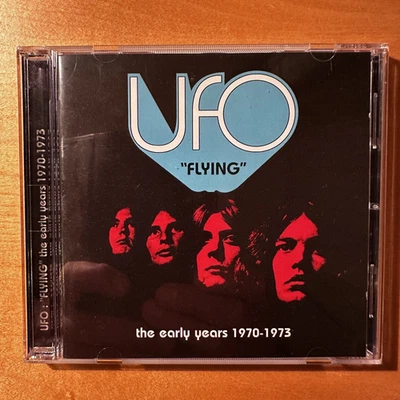 UFO
"FLYING"
the early years 1970-1973
UFO : "FLYING" the early years 1970-1973